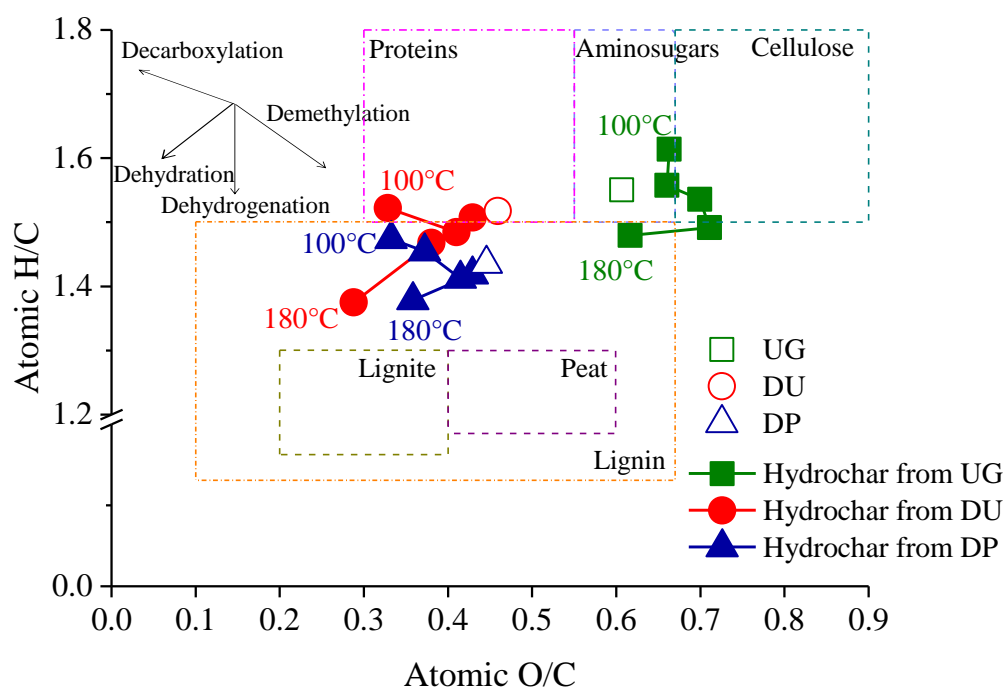 1.8
1.6
1.4
1.2
0.0
Atomic H/C
Decarboxylation
Demethylation
Dehydration
Dehydrogenation
Proteins
Aminosugars
Cellulose
100°C
100°C
100°C
180°C
180°C
180°C
Lignite
Peat
Lignin
UG
DU
DP
Hydrochar from UG
Hydrochar from DU
Hydrochar from DP
0.0 0.1 0.2 0.3 0.4 0.5 0.6 0.7 0.8 0.9
Atomic O/C